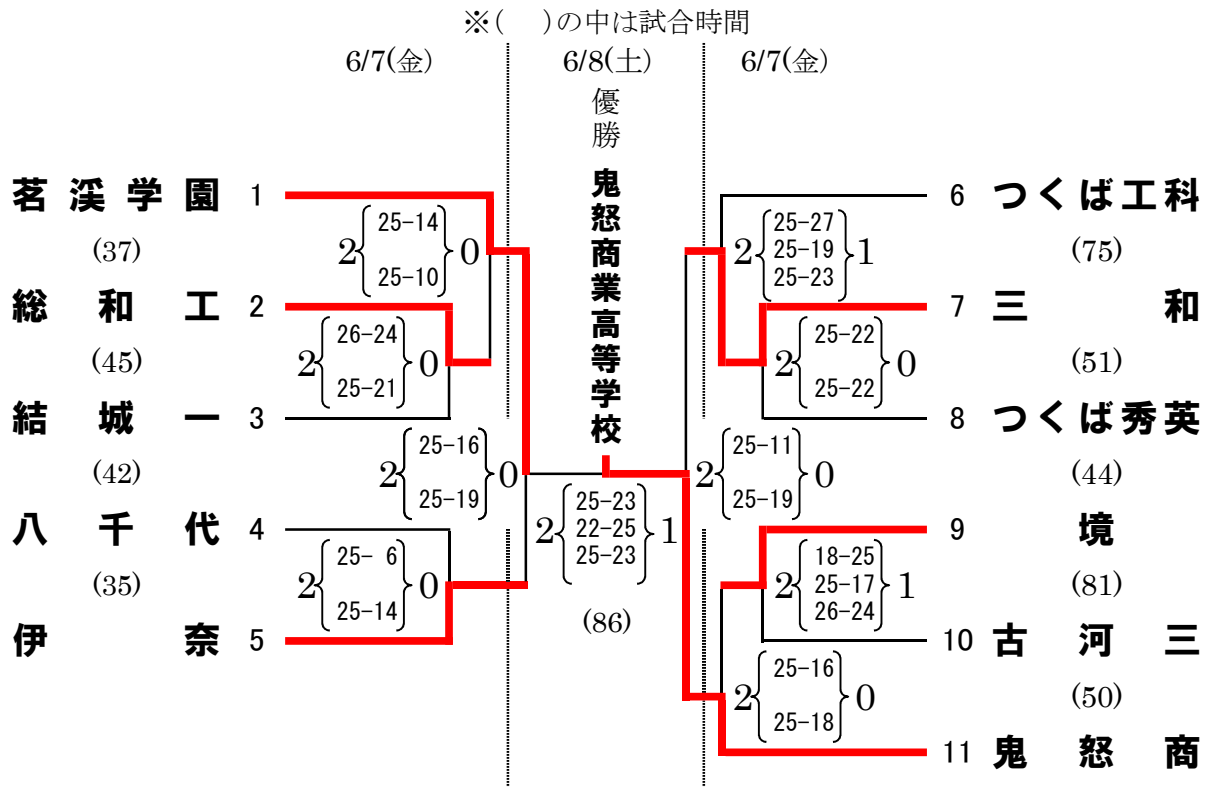 ※(　)の中は試合時間
6/7(金) 6/8(土) 6/7(金)
優勝
鬼怒商業高等学校
茗渓学園 1
(37)
総和工 2
(45)
結城一 3
(42)
八千代 4
(35)
伊奈 5
2 25-14 0
25-10
2 26-24 0
25-21
2 25-16 0
25-19
2 25- 6 0
25-14
25-23
2 22-25 1
25-23
(86)
6 つくば工科
(75)
7 三和
(51)
8 つくば秀英
(44)
9 境
(81)
10 古河三
(50)
11 鬼怒商
25-27
2 25-19 1
25-23
2 25-22 0
25-22
2 25-11 0
25-19
18-25
2 25-17 1
26-24
2 25-16 0
25-18